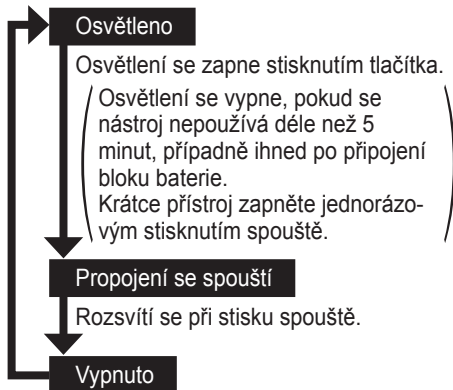 Osvětleno
Osvětlení se zapne stisknutím tlačítka.
Osvětlení se vypne, pokud se
nástroj nepoužívá déle než 5
minut, případně ihned po připojení
bloku baterie.
Krátce přístroj zapněte jednorázo-
vým stisknutím spouště.
Propojení se spouští
Rozsvítí se při stisku spouště.
Vypnuto